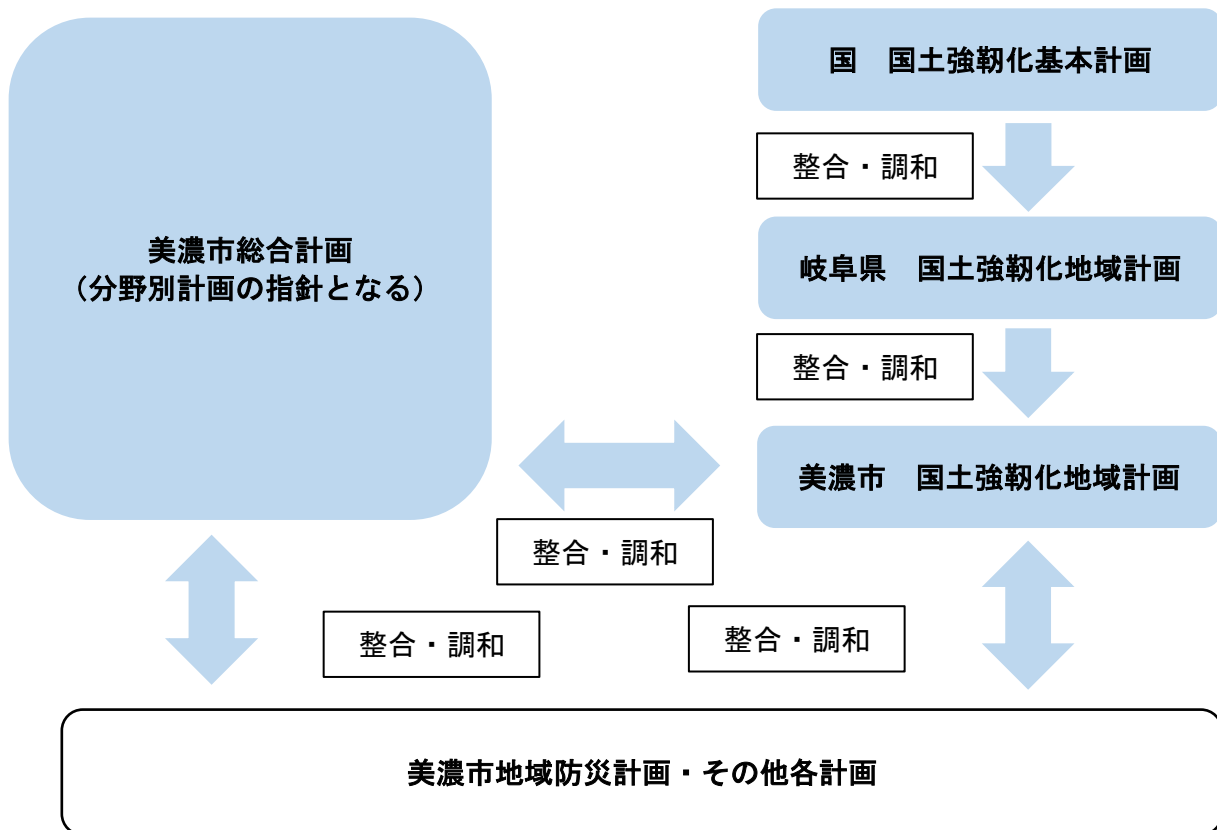 国　国土強靭化基本計画
整合・調和
岐阜県　国土強靭化地域計画
整合・調和
美濃市総合計画
（分野別計画の指針となる）
美濃市　国土強靭化地域計画
整合・調和
整合・調和
整合・調和
美濃市地域防災計画・その他各計画